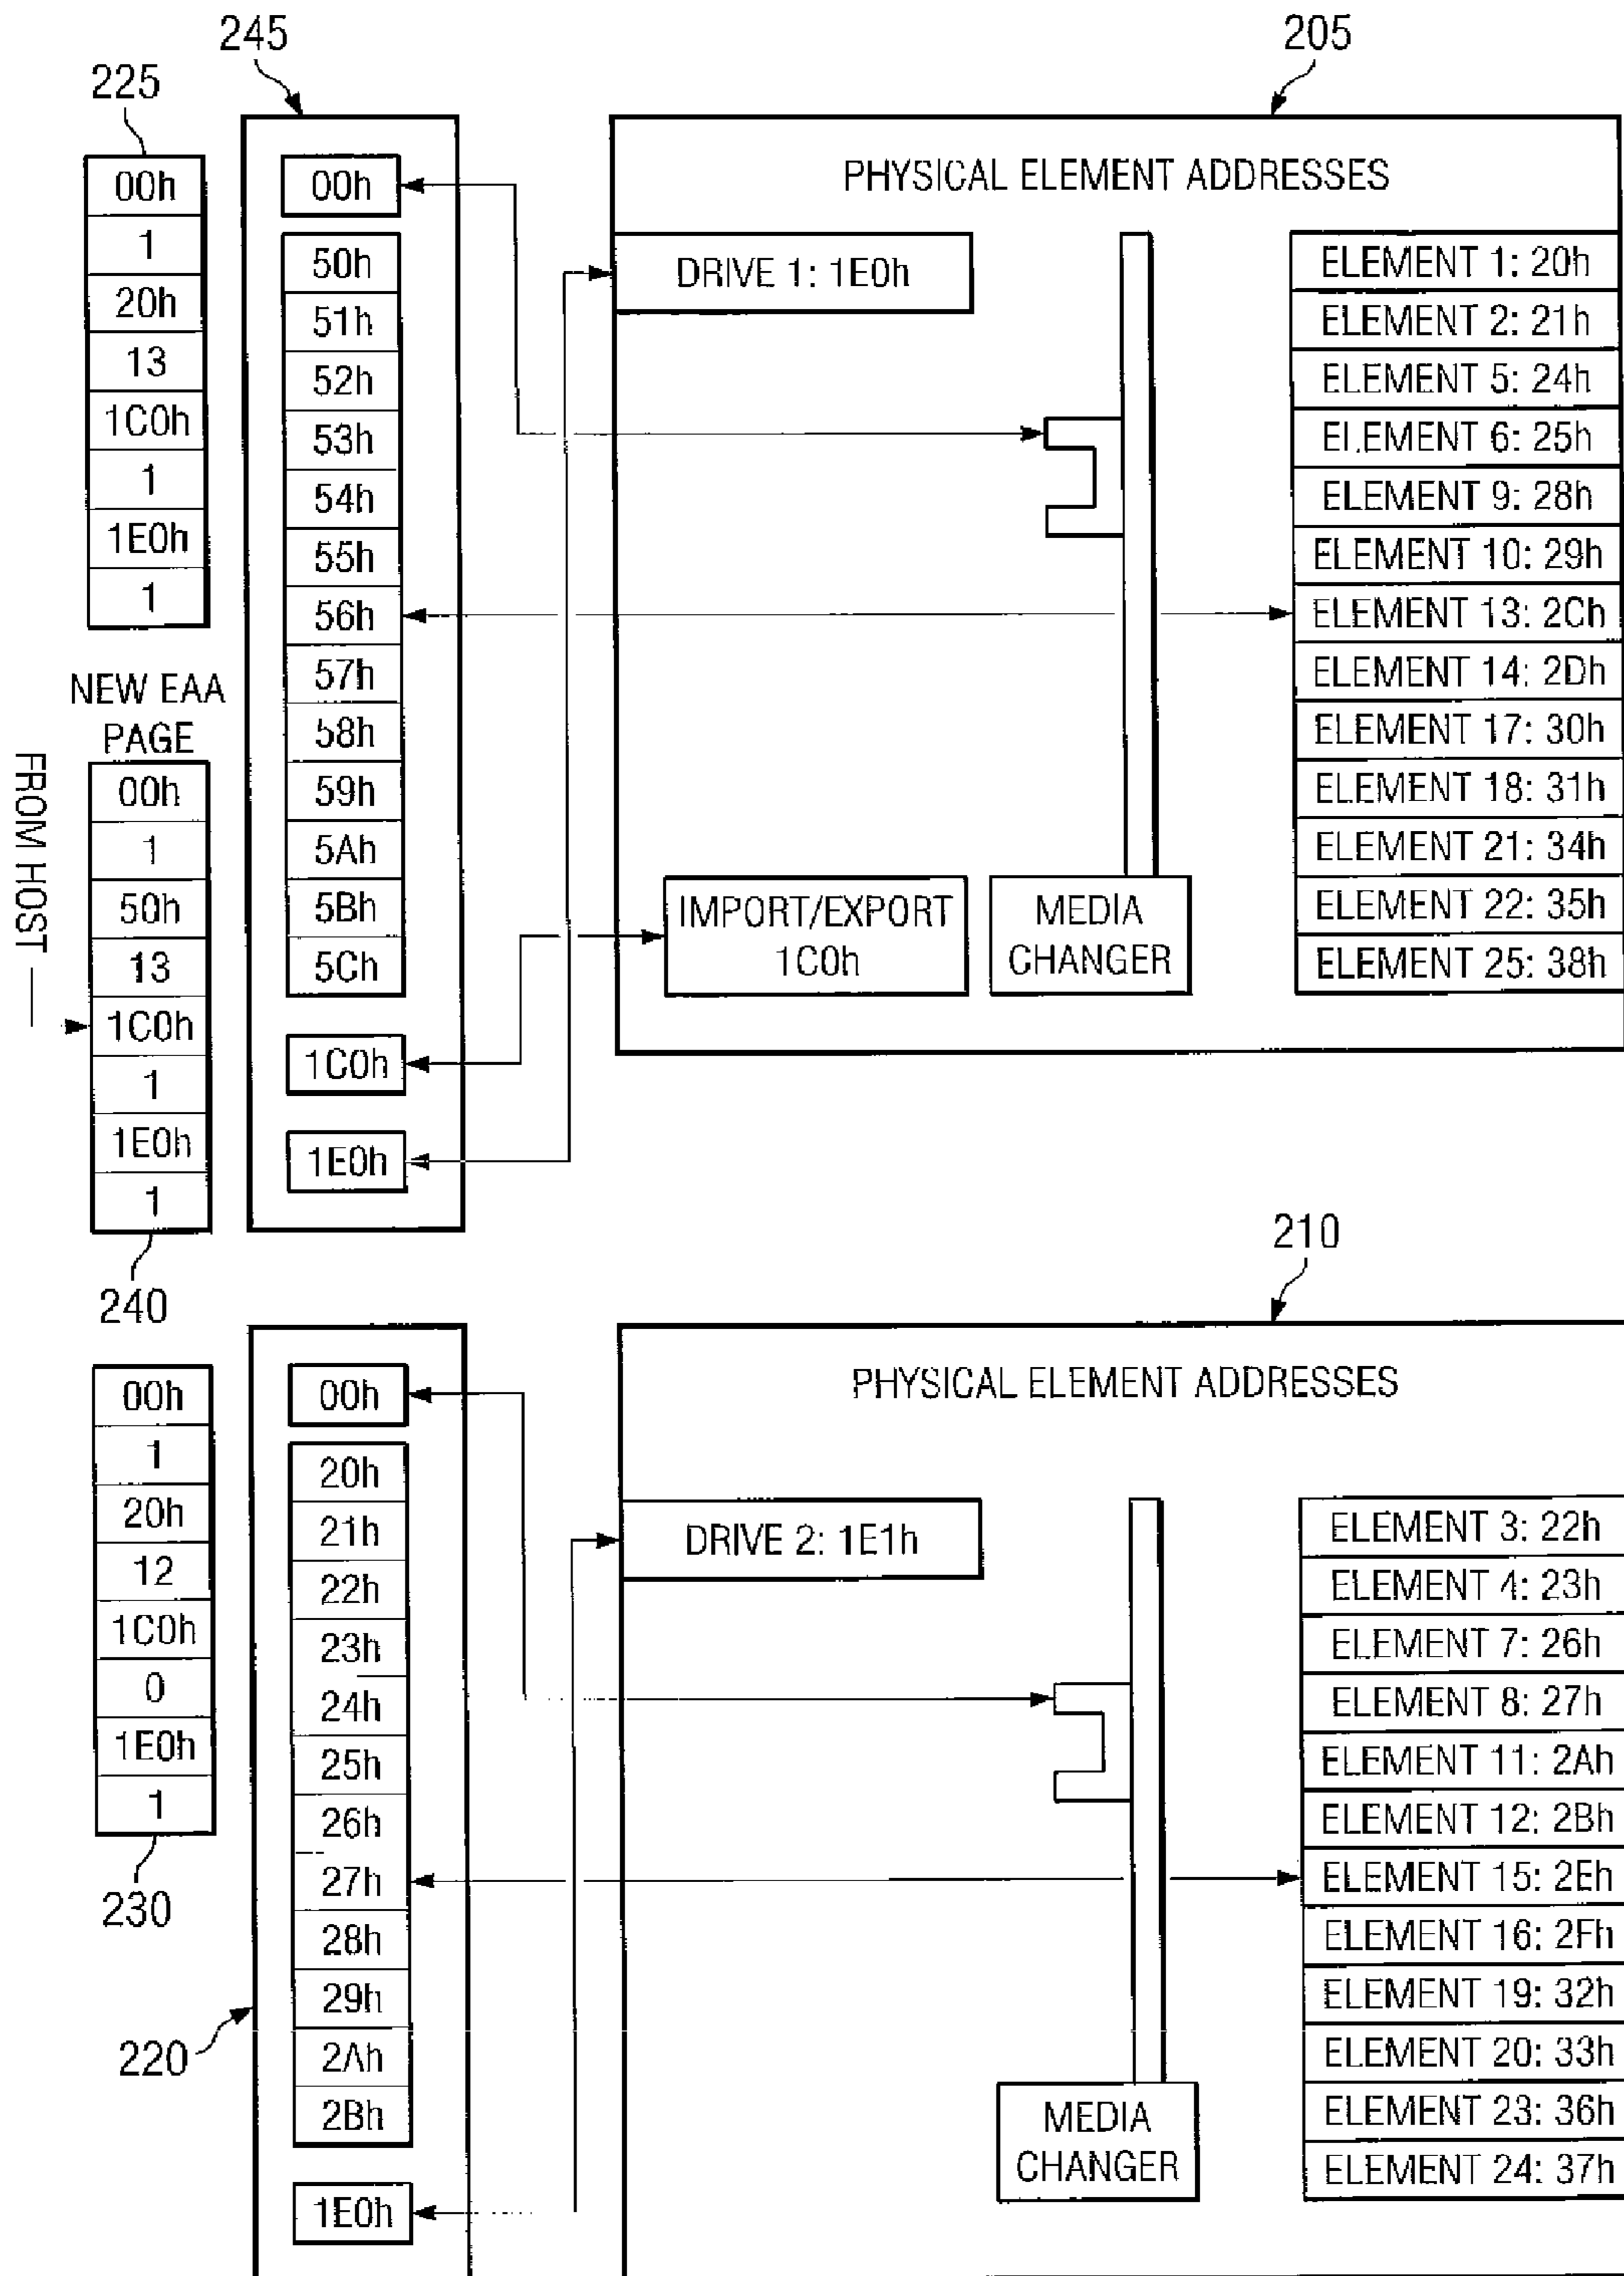 245
205
225
00h
1
20h
13
1C0h
1
1E0h
1
NEW EAA
PAGE
FROM HOST
00h
1
50h
13
1C0h
1
1E0h
1
240
00h
50h
51h
52h
53h
54h
55h
56h
57h
58h
59h
5Ah
5Bh
5Ch
1C0h
1E0h
PHYSICAL ELEMENT ADDRESSES
DRIVE 1: 1E0h
IMPORT/EXPORT
1C0h
MEDIA
CHANGER
ELEMENT 1: 20h
ELEMENT 2: 21h
ELEMENT 5: 24h
ELEMENT 6: 25h
ELEMENT 9: 28h
ELEMENT 10: 29h
ELEMENT 13: 2Ch
ELEMENT 14: 2Dh
ELEMENT 17: 30h
ELEMENT 18: 31h
ELEMENT 21: 34h
ELEMENT 22: 35h
ELEMENT 25: 38h
210
00h
1
20h
12
1C0h
0
1E0h
1
230
220
00h
20h
21h
22h
23h
24h
25h
26h
27h
28h
29h
2Ah
2Bh
1E0h
PHYSICAL ELEMENT ADDRESSES
DRIVE 2: 1E1h
MEDIA
CHANGER
ELEMENT 3: 22h
ELEMENT 4: 23h
ELEMENT 7: 26h
ELEMENT 8: 27h
ELEMENT 11: 2Ah
ELEMENT 12: 2Bh
ELEMENT 15: 2Eh
ELEMENT 16: 2Fh
ELEMENT 19: 32h
ELEMENT 20: 33h
ELEMENT 23: 36h
ELEMENT 24: 37h